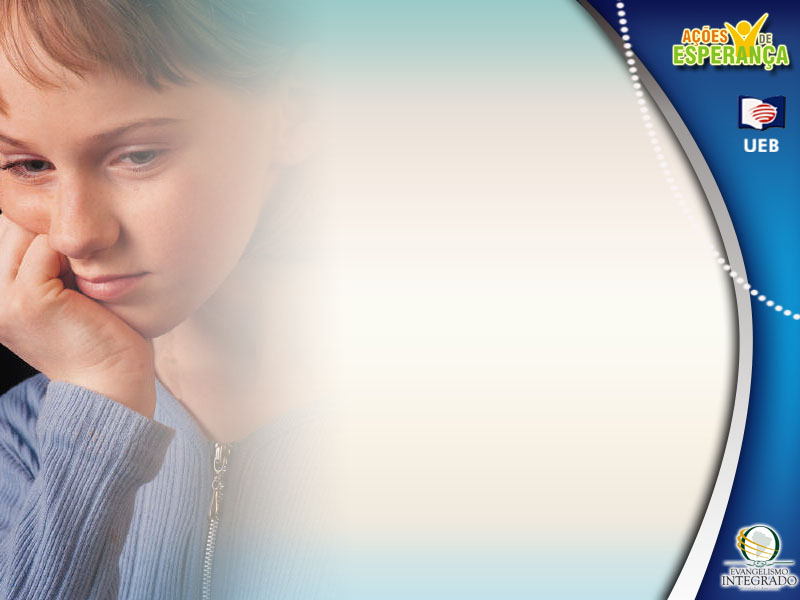 AÇÕES DE
ESPERANÇA
UEB
EVANGELISMO
INTEGRADO